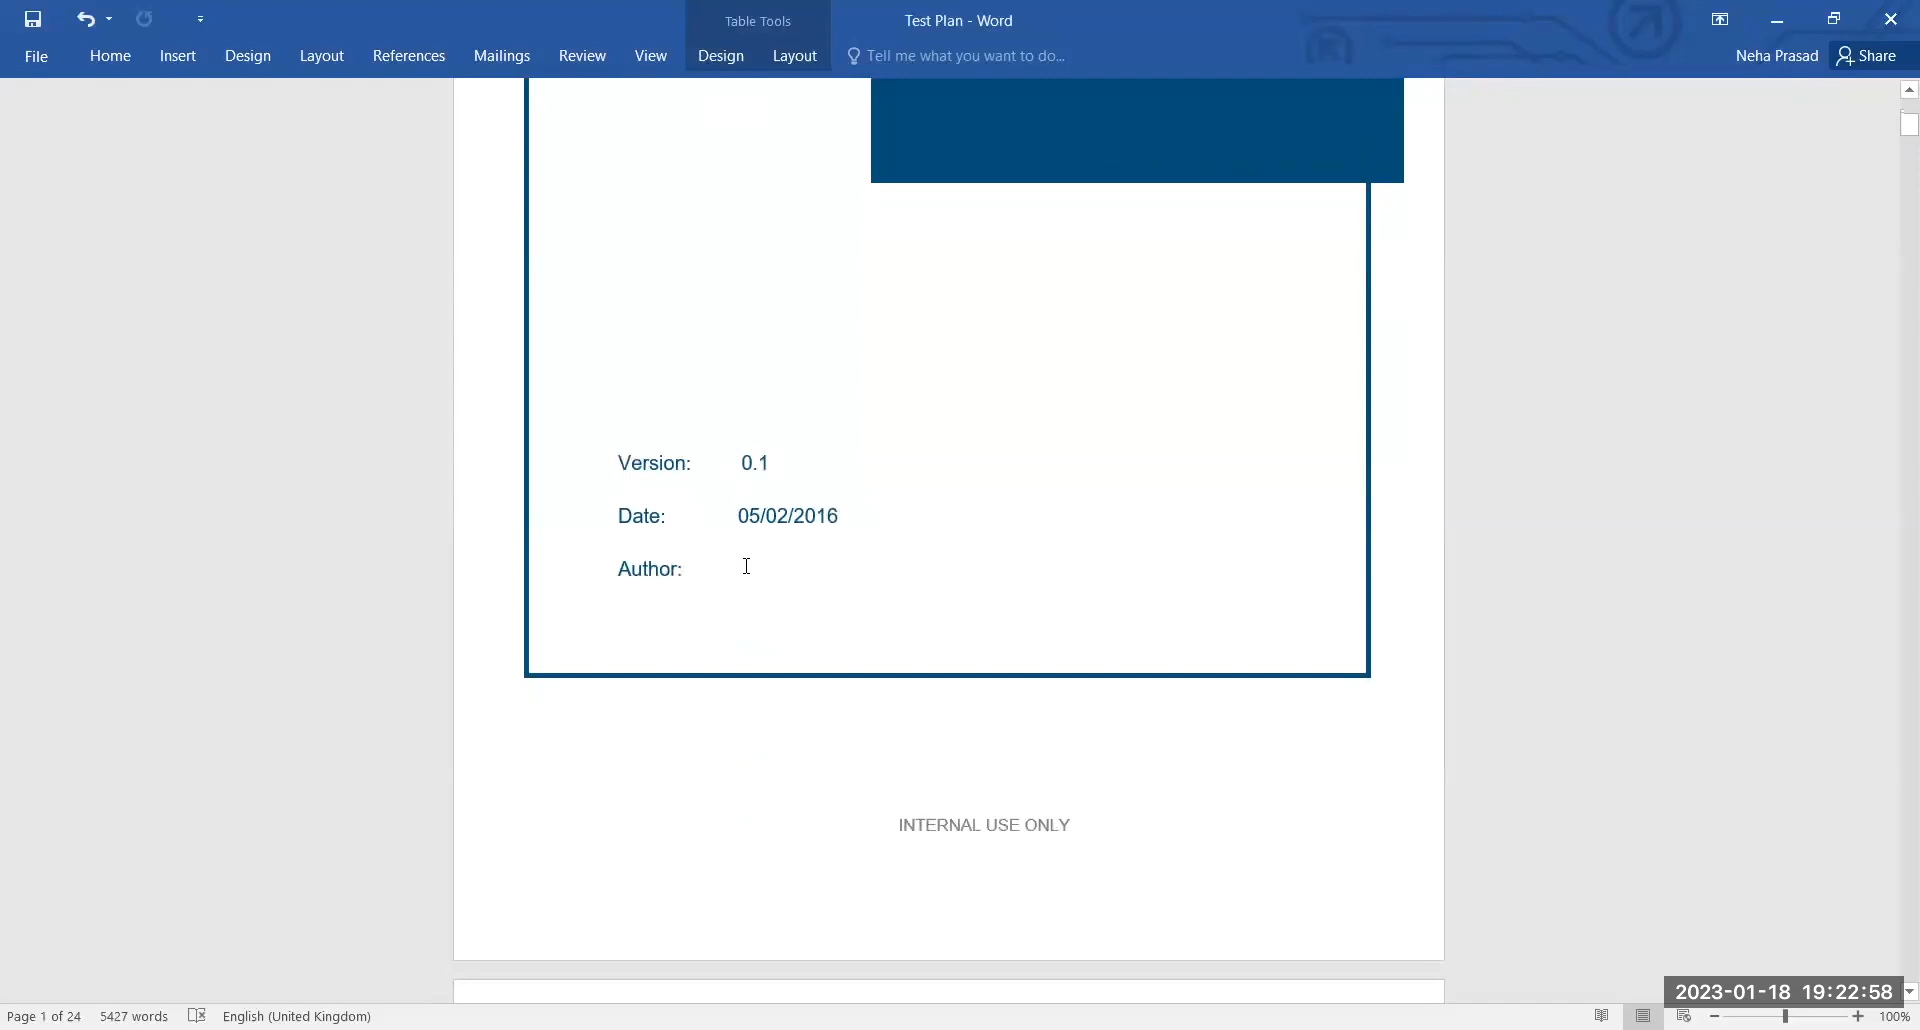 Table Tools
Test Plan - Word
File Home Insert Design Layout References Mailings Review View Design Layout Tell me what you want to do... Neha Prasad Share
Version: 0.1
Date: 05/02/2016
Author:
INTERNAL USE ONLY
2023-01-18 19:22:58
Page 1 of 24 5427 words English (United Kingdom) 100%